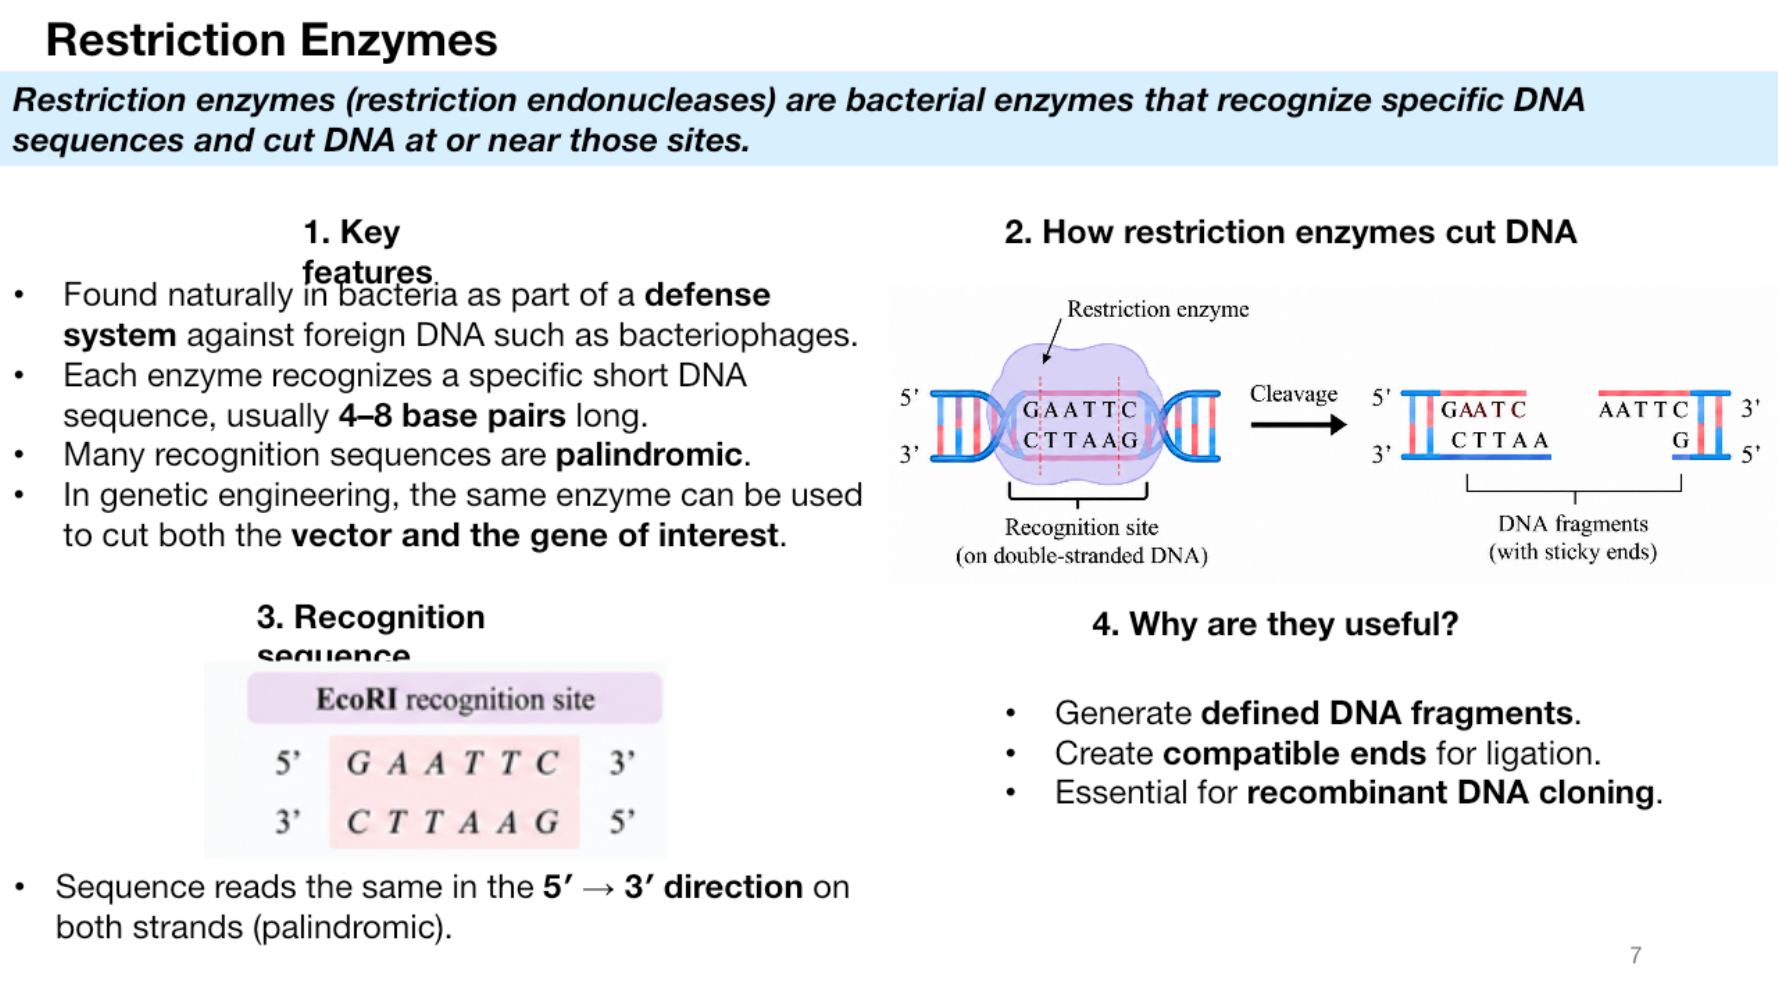 Restriction Enzymes
Restriction enzymes (restriction endonucleases) are bacterial enzymes that recognize specific DNA
sequences and cut DNA at or near those sites.
1. Key
features
• Found naturally in bacteria as part of a defense
system against foreign DNA such as bacteriophages.
• Each enzyme recognizes a specific short DNA
sequence, usually 4–8 base pairs long.
• Many recognition sequences are palindromic.
• In genetic engineering, the same enzyme can be used
to cut both the vector and the gene of interest.
2. How restriction enzymes cut DNA
Restriction enzyme
5' GAATTC Cleavage 5' GAATC AATTC 3'
3' CTTAAG 3' CTTAA G 5'
Recognition site
(on double-stranded DNA)
DNA fragments
(with sticky ends)
3. Recognition
sequence
EcoRI recognition site
5’ G A A T T C 3’
3’ C T T A A G 5’
• Sequence reads the same in the 5′ → 3′ direction on
both strands (palindromic).
4. Why are they useful?
• Generate defined DNA fragments.
• Create compatible ends for ligation.
• Essential for recombinant DNA cloning.
7